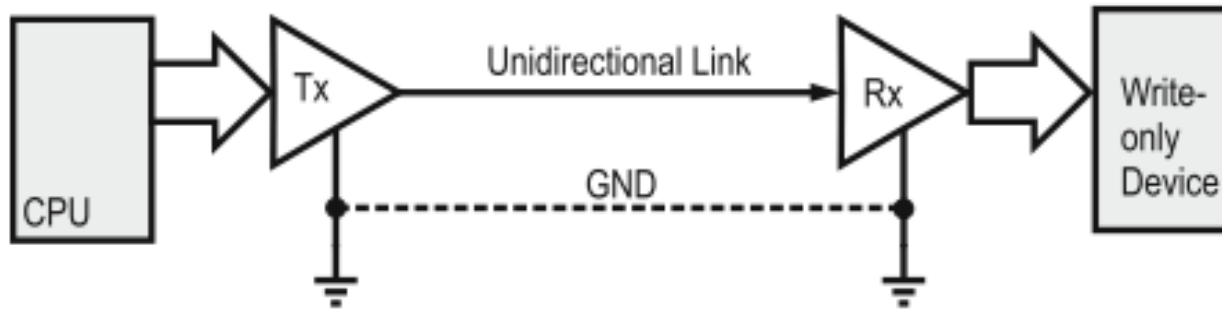 Unidirectional Link
Tx
Rx
Write-
only
Device
CPU
GND